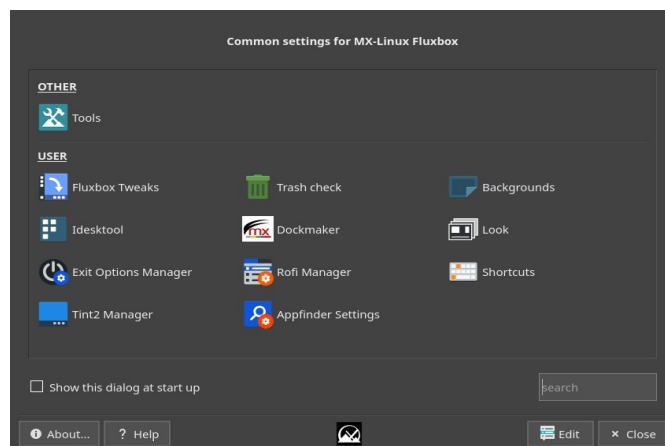 Common settings for MX-Linux Fluxbox
OTHER
Tools
USER
Fluxbox Tweaks Trash check Backgrounds
Idesktool mx Dockmaker Look
Exit Options Manager Rofi Manager Shortcuts
Tint2 Manager Appfinder Settings
Show this dialog at start up search
About... ? Help Edit × Close